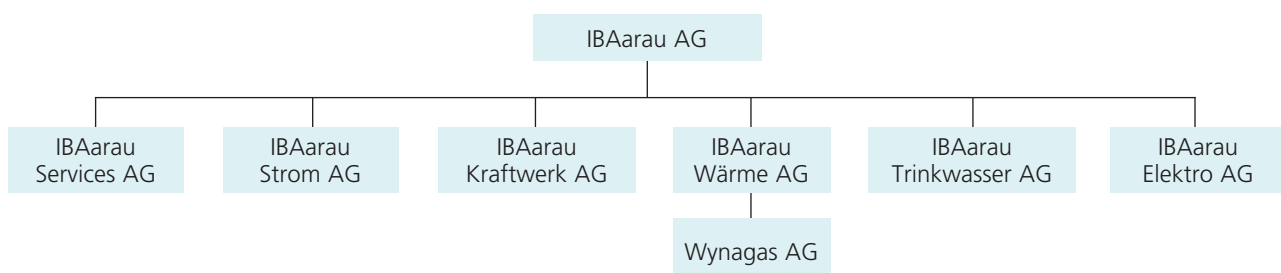 IBAarau AG
IBAarau
Services AG
IBAarau
Strom AG
IBAarau
Kraftwerk AG
IBAarau
Wärme AG
IBAarau
Trinkwasser AG
IBAarau
Elektro AG
Wynagas AG